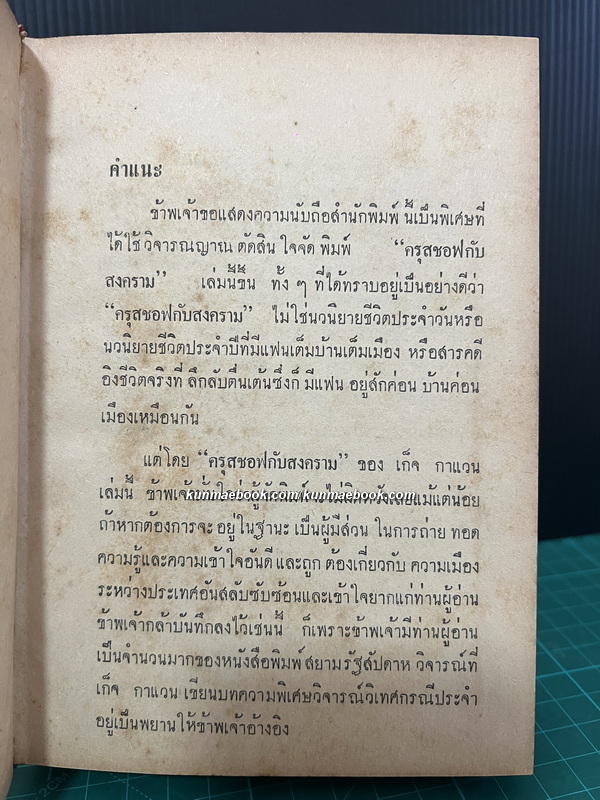 คำแนะ
ข้าพเจ้าขอแสดงความนับถือสำนักพิมพ์ นี้เป็นพิเศษที่
ได้ใช้ วิจารณญาณ ตัดสิน ใจจัด พิมพ์ “ครุสชอฟกับ
สงคราม” เล่มนี้ขึ้น ทั้ง ๆ ที่ได้ทราบอยู่เป็นอย่างดีว่า
“ครุสชอฟกับสงคราม” ไม่ใช่นวนิยายชีวิตประจำวันหรือ
นวนิยายชีวิตประจำปีที่มีแฟนเต็มบ้านเต็มเมือง หรือสารคดี
อิงชีวิตจริงที่ ลึกลับตื่นเต้นซึ่งก็ มีแฟน อยู่สักค่อน บ้านค่อน
เมืองเหมือนกัน
แต่โดย “ครุสชอฟกับสงคราม” ของ เก็จ กาแวน
เล่มนี้ ข้าพเจ้า
kunmaebook.com/kunmaebook.com
แม้แต่น้อย
ถ้าหากต้องการจะ อยู่ในฐานะ เป็นผู้มีส่วน ในการถ่าย ทอด
ความรู้และความเข้าใจอันดี และถูก ต้องเกี่ยวกับ ความเมือง
ระหว่างประเทศอันสลับซับซ้อนและเข้าใจยากแก่ท่านผู้อ่าน
ข้าพเจ้ากล้าบันทึกลงไว้เช่นนี้ ก็เพราะข้าพเจ้ามีท่านผู้อ่าน
เป็นจำนวนมากของหนังสือพิมพ์ สยามรัฐสัปดาห วิจารณ์ที่
เก็จ กาแวน เขียนบทความพิเศษวิจารณ์วิเทศกรณีประจำ
อยู่เป็นพยานให้ข้าพเจ้าอ้างอิง